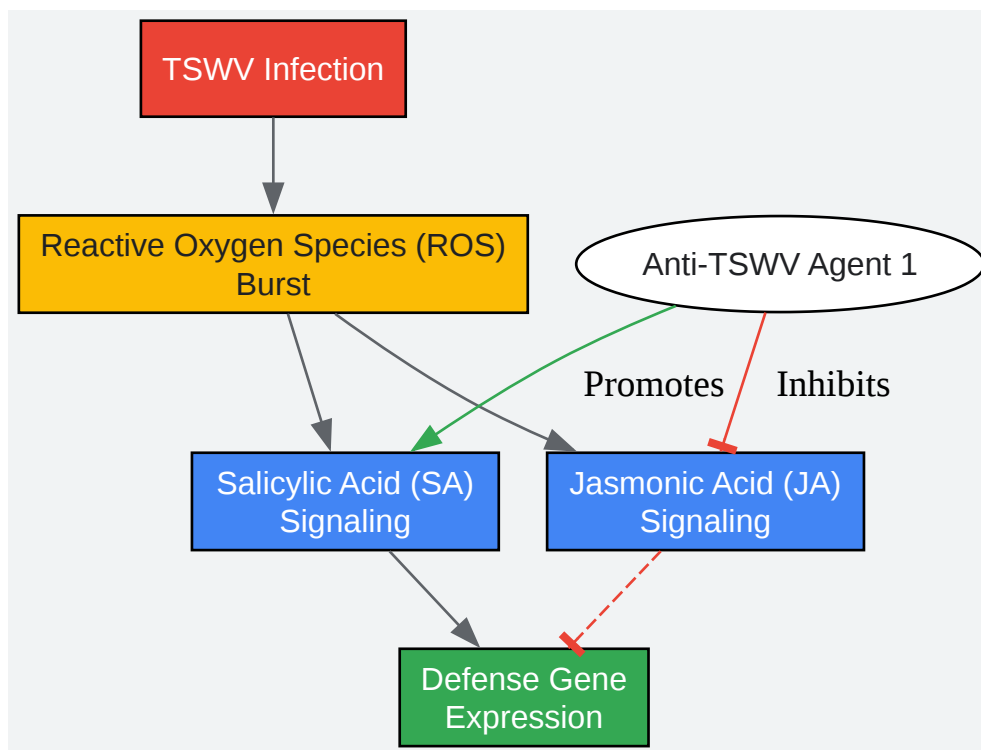 TSWV Infection
Reactive Oxygen Species (ROS)
Burst
Anti-TSWV Agent 1
Promotes
Inhibits
Salicylic Acid (SA)
Signaling
Jasmonic Acid (JA)
Signaling
Defense Gene
Expression